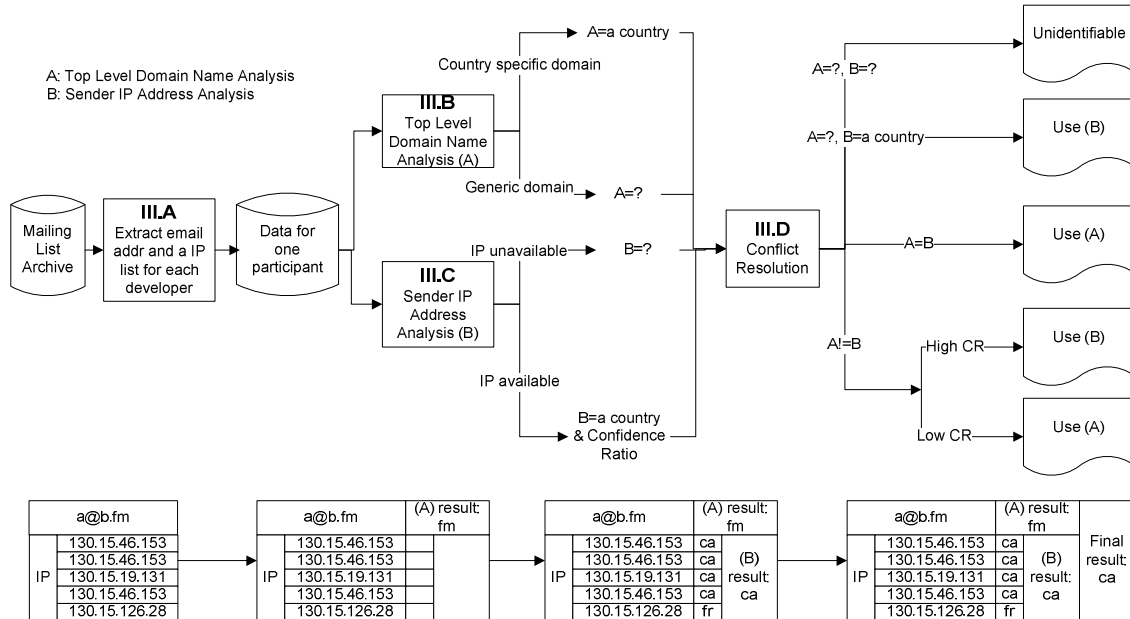 A: Top Level Domain Name Analysis
B: Sender IP Address Analysis
Mailing
List
Archive
III.A
Extract email
addr and a IP
list for each
developer
Data for
one
participant
III.B
Top Level
Domain Name
Analysis (A)
III.C
Sender IP
Address
Analysis (B)
Country specific domain
Generic domain
IP unavailable
IP available
A=a country
A=?
B=?
B=a country
& Confidence
Ratio
III.D
Conflict
Resolution
A=?, B=?
A=?, B=a country
A=B
A!=B
High CR
Low CR
Unidentifiable
Use (B)
Use (A)
Use (B)
Use (A)
a@b.fm
IP
130.15.46.153
130.15.46.153
130.15.19.131
130.15.46.153
130.15.126.28
a@b.fm
(A) result:
fm
IP
130.15.46.153
130.15.46.153
130.15.19.131
130.15.46.153
130.15.126.28
a@b.fm
(A) result:
fm
IP
130.15.46.153 ca
130.15.46.153 ca
130.15.19.131 ca
130.15.46.153 ca
130.15.126.28 fr
(B)
result:
ca
a@b.fm
(A) result:
fm
IP
130.15.46.153 ca
130.15.46.153 ca
130.15.19.131 ca
130.15.46.153 ca
130.15.126.28 fr
(B)
result:
ca
Final
result:
ca